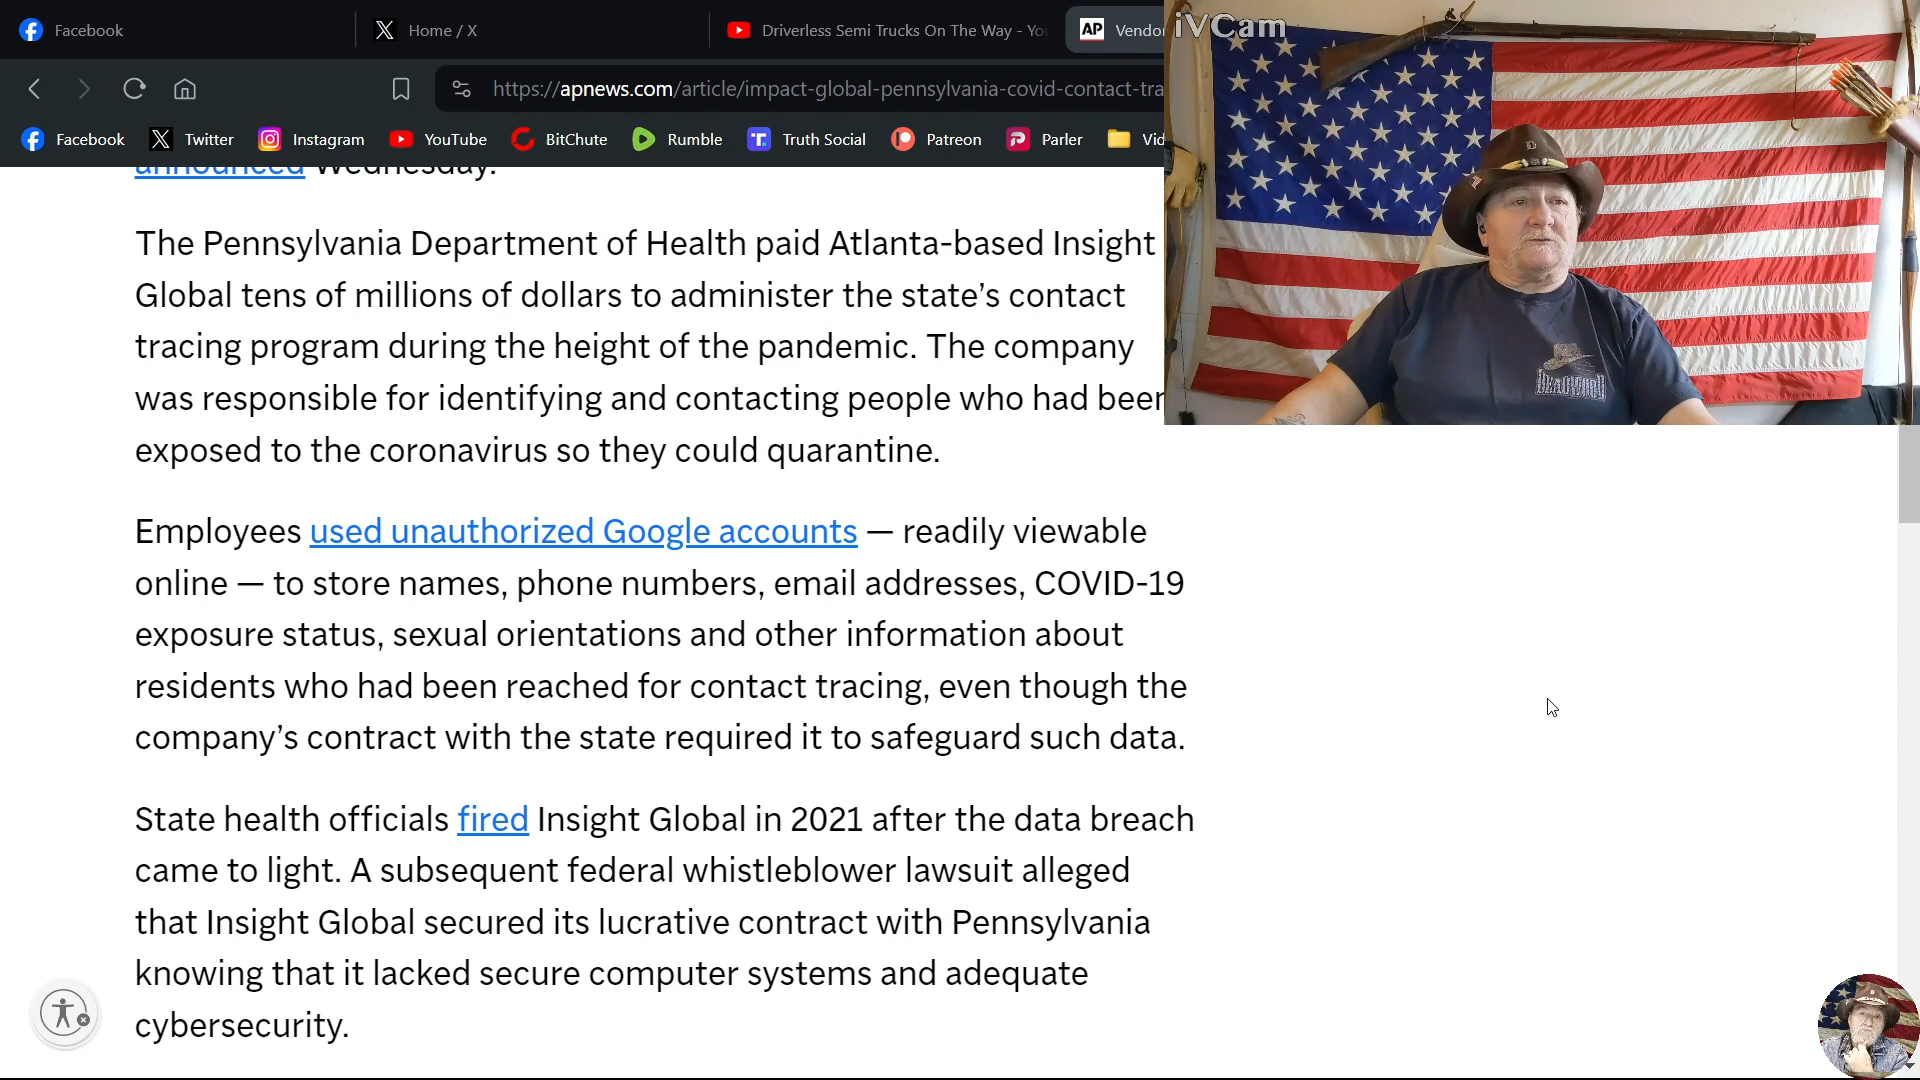 Facebook
Home / X
Driverless Semi Trucks On The Way - You
AP Vendo
iVCam
https://apnews.com/article/impact-global-pennsylvania-covid-contact-tra
Facebook Twitter Instagram YouTube BitChute Rumble Truth Social Patreon Parler Vid
announced Wednesday.
The Pennsylvania Department of Health paid Atlanta-based Insight
Global tens of millions of dollars to administer the state’s contact
tracing program during the height of the pandemic. The company
was responsible for identifying and contacting people who had been
exposed to the coronavirus so they could quarantine.
Employees used unauthorized Google accounts — readily viewable
online — to store names, phone numbers, email addresses, COVID-19
exposure status, sexual orientations and other information about
residents who had been reached for contact tracing, even though the
company’s contract with the state required it to safeguard such data.
State health officials fired Insight Global in 2021 after the data breach
came to light. A subsequent federal whistleblower lawsuit alleged
that Insight Global secured its lucrative contract with Pennsylvania
knowing that it lacked secure computer systems and adequate
cybersecurity.
DEADWOOD